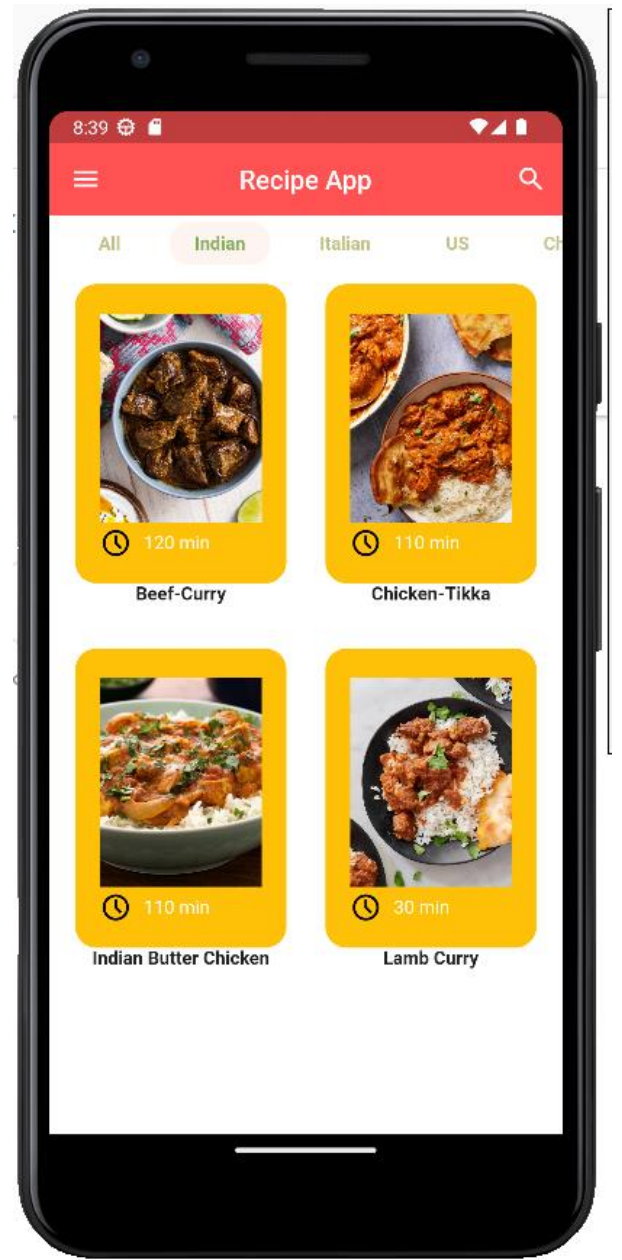 8:39
Recipe App
All Indian Italian US Ch
120 min 110 min
Beef-Curry Chicken-Tikka
110 min 30 min
Indian Butter Chicken Lamb Curry